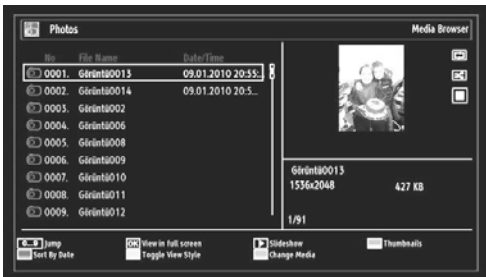 Photos Media Browser
No File Name Date/Time
0001. Görüntü0013 09.01.2010 20:55:..
0002. Görüntü0014 09.01.2010 20:5...
0003. Görüntü002
0004. Görüntü006
0005. Görüntü008
0006. Görüntü009
0007. Görüntü010
0008. Görüntü011
0009. Görüntü012
Görüntü0013
1536x2048 427 KB
1/91
0...9 Jump OK View in full screen Slideshow Thumbnails
Sort By Date Toggle View Style Change Media